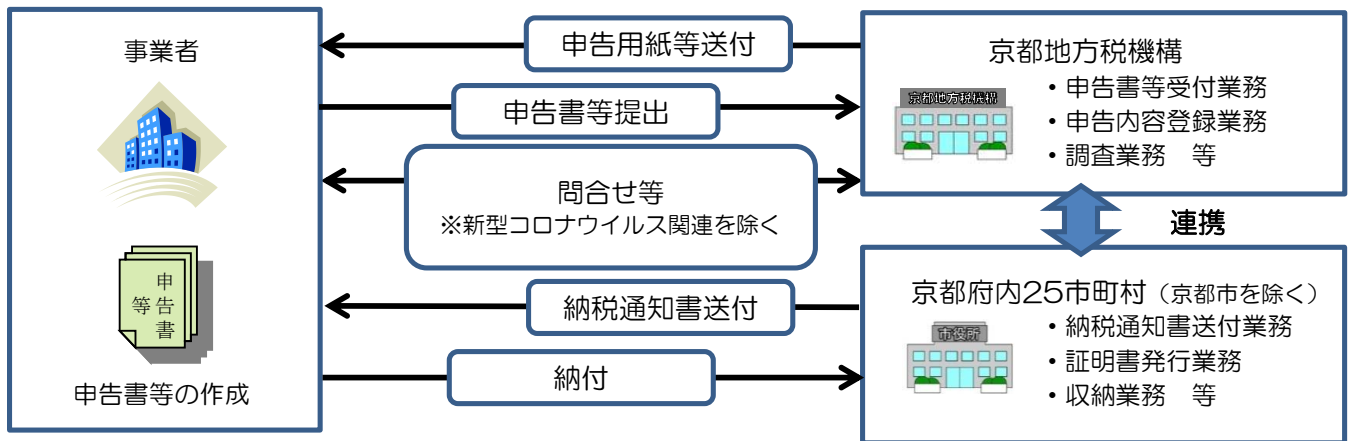 事業者
申告書等
申告書等の作成
申告用紙等送付
申告書等提出
問合せ等
※新型コロナウイルス関連を除く
納税通知書送付
納付
京都地方税機構
京都地方税機構
・申告書等受付業務
・申告内容登録業務
・調査業務　等
連携
京都府内25市町村（京都市を除く）
市役所
・納税通知書送付業務
・証明書発行業務
・収納業務　等